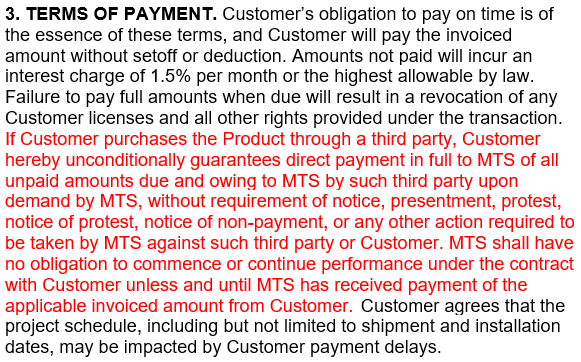 3. TERMS OF PAYMENT. Customer’s obligation to pay on time is of
the essence of these terms, and Customer will pay the invoiced
amount without setoff or deduction. Amounts not paid will incur an
interest charge of 1.5% per month or the highest allowable by law.
Failure to pay full amounts when due will result in a revocation of any
Customer licenses and all other rights provided under the transaction.
If Customer purchases the Product through a third party, Customer
hereby unconditionally guarantees direct payment in full to MTS of all
unpaid amounts due and owing to MTS by such third party upon
demand by MTS, without requirement of notice, presentment, protest,
notice of protest, notice of non-payment, or any other action required to
be taken by MTS against such third party or Customer. MTS shall have
no obligation to commence or continue performance under the contract
with Customer unless and until MTS has received payment of the
applicable invoiced amount from Customer. Customer agrees that the
project schedule, including but not limited to shipment and installation
dates, may be impacted by Customer payment delays.